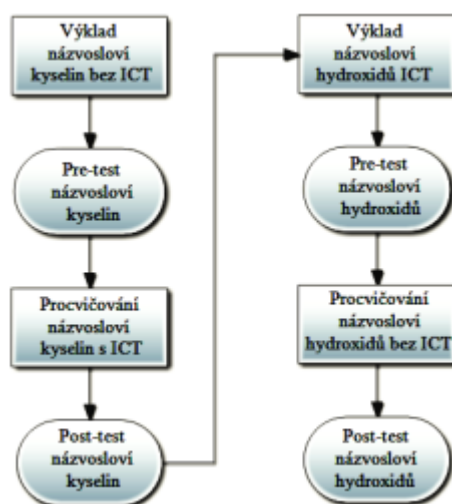 Výklad
názvosloví
kyselin bez ICT
Pre-test
názvosloví
kyselin
Procvičování
názvosloví
kyselin s ICT
Post-test
názvosloví
kyselin
Výklad
názvosloví
hydroxidů ICT
Pre-test
názvosloví
hydroxidů
Procvičování
názvosloví
hydroxidů bez ICT
Post-test
názvosloví
hydroxidů